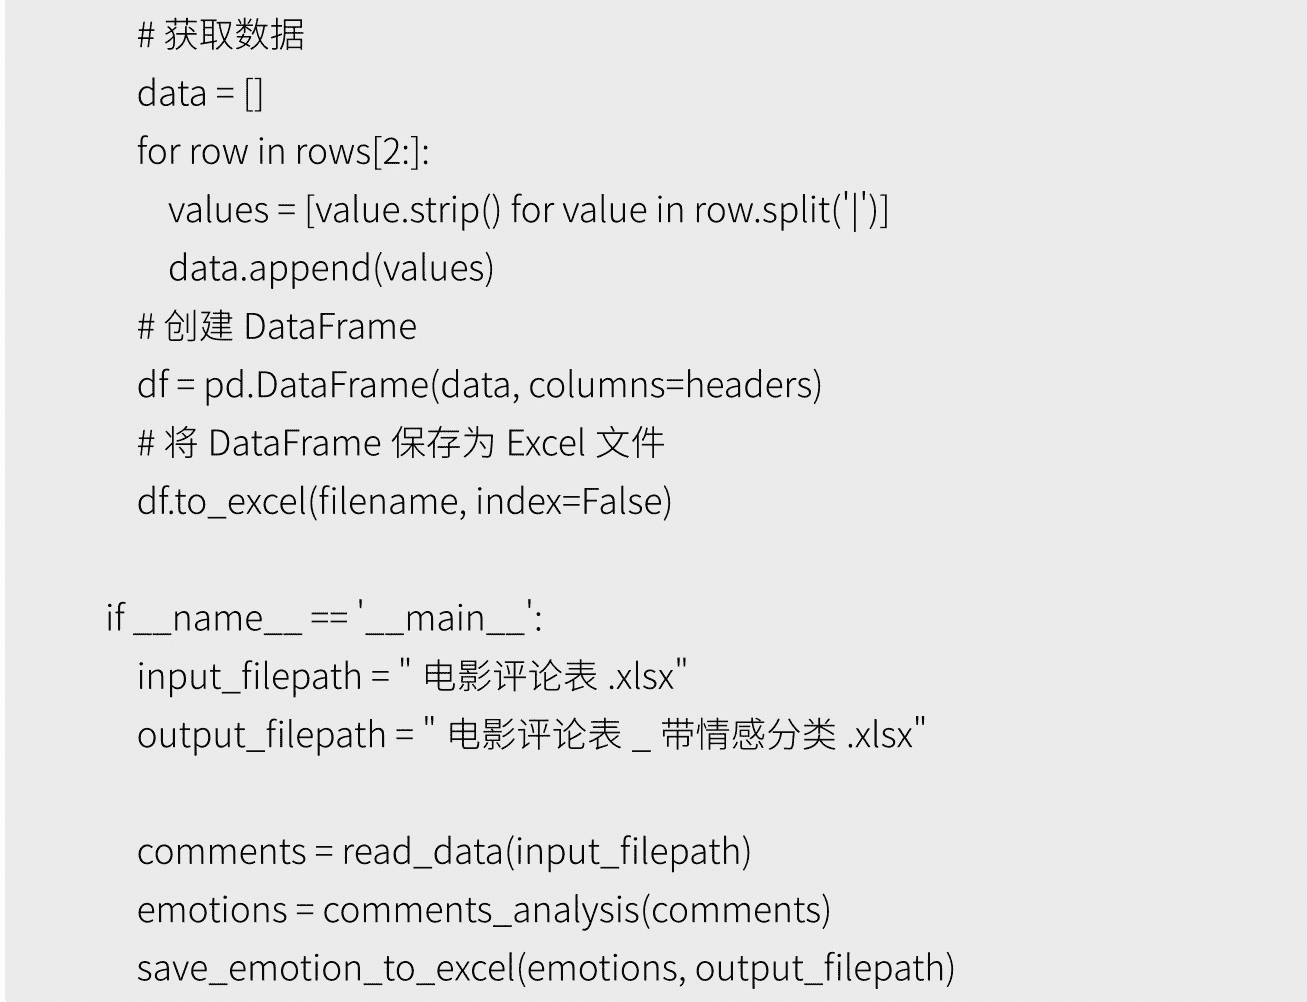 # 获取数据
data = []
for row in rows[2:]:
values = [value.strip() for value in row.split('|')]
data.append(values)
# 创建 DataFrame
df = pd.DataFrame(data, columns=headers)
# 将 DataFrame 保存为 Excel 文件
df.to_excel(filename, index=False)
if __name__ == '__main__':
input_filepath = " 电影评论表 .xlsx"
output_filepath = " 电影评论表 _ 带情感分类 .xlsx"
comments = read_data(input_filepath)
emotions = comments_analysis(comments)
save_emotion_to_excel(emotions, output_filepath)